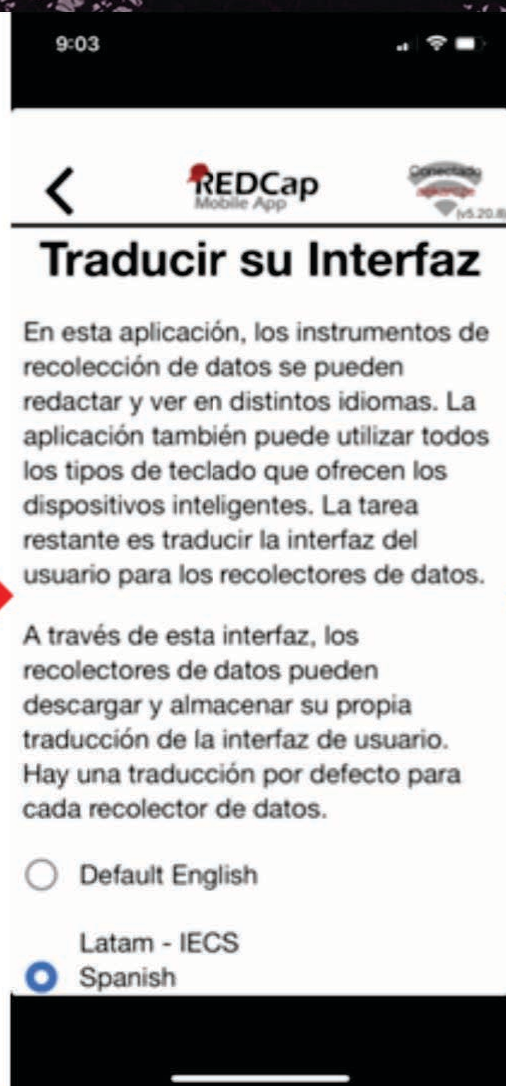 9:03
REDCap
Mobile App
Conectado
(v5.20.8)
Traducir su Interfaz
En esta aplicación, los instrumentos de
recolección de datos se pueden
redactar y ver en distintos idiomas. La
aplicación también puede utilizar todos
los tipos de teclado que ofrecen los
dispositivos inteligentes. La tarea
restante es traducir la interfaz del
usuario para los recolectores de datos.
A través de esta interfaz, los
recolectores de datos pueden
descargar y almacenar su propia
traducción de la interfaz de usuario.
Hay una traducción por defecto para
cada recolector de datos.
Default English
Latam - IECS
Spanish